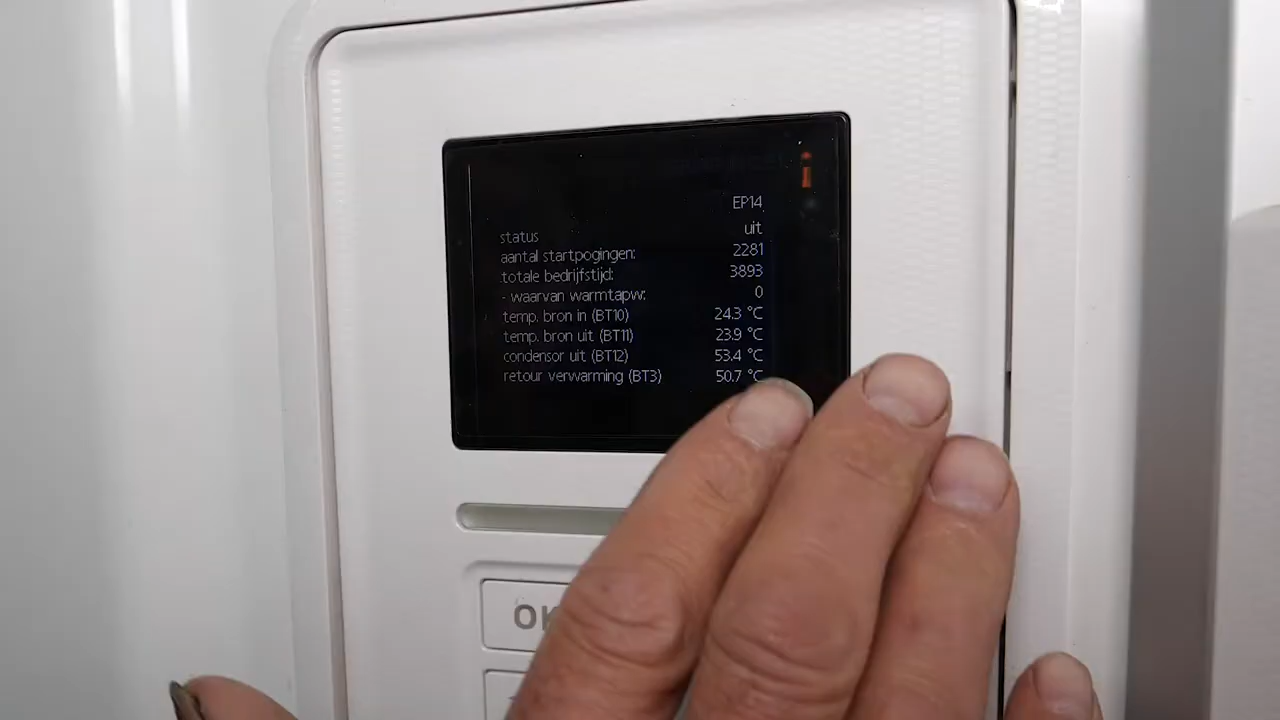 i
EP14
status uit
aantal startpogingen: 2281
totale bedrijfstijd: 3893
- waarvan warmtapw: 0
temp. bron in (BT10) 24.3 °C
temp. bron uit (BT11) 23.9 °C
condensor uit (BT12) 53.4 °C
retour verwarming (BT3) 50.7 °C
OK